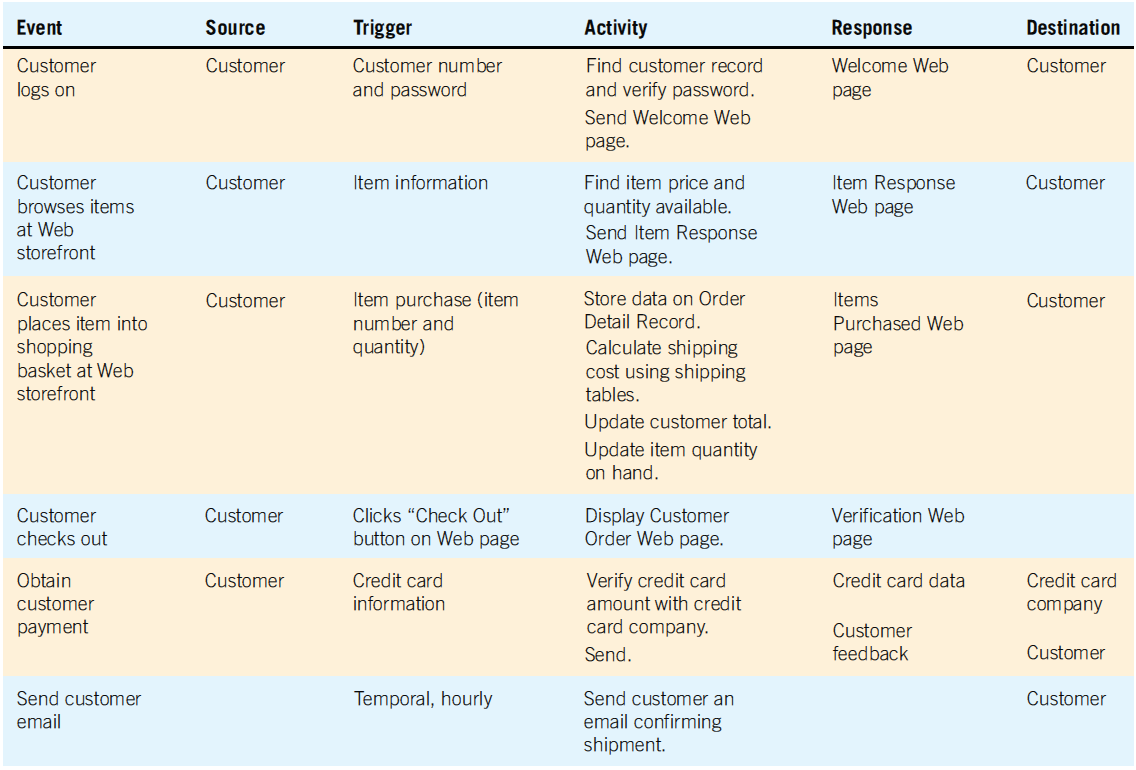 Event Source Trigger Activity Response Destination
Customer Customer Customer number Find customer record Welcome Web Customer
logs on and password and verify password. page
Send Welcome Web
page.
Customer Customer Item information Find item price and Item Response Customer
browses items quantity available. Web page
at Web Send Item Response
storefront Web page.
Customer Customer Item purchase (item Store data on Order Items Customer
places item into number and Detail Record. Purchased Web
shopping quantity) Calculate shipping page
basket at Web cost using shipping
storefront tables.
Update customer total.
Update item quantity
on hand.
Customer Customer Clicks “Check Out” Display Customer Verification Web
checks out button on Web page Order Web page. page
Obtain Customer Credit card Verify credit card Credit card data Credit card
customer information amount with credit company
payment card company. Customer
Send. feedback Customer
Send customer Temporal, hourly Send customer an Customer
email email confirming
shipment.